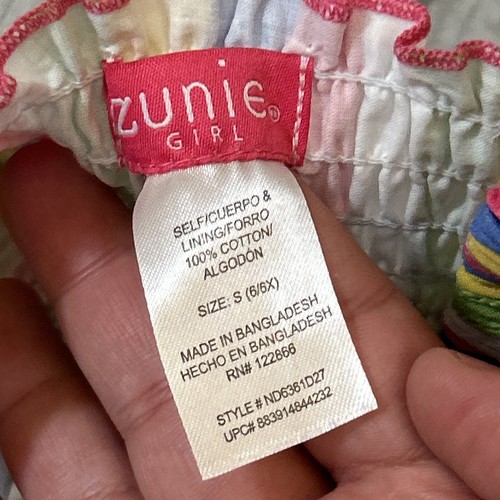 zunie®
GIRL
SELF/CUERPO &
LINING/FORRO
100% COTTON/
ALGODÓN
SIZE: S (6/6X)
MADE IN BANGLADESH
HECHO EN BANGLADESH
RN# 122866
STYLE # ND6361D27
UPC# 883914844232